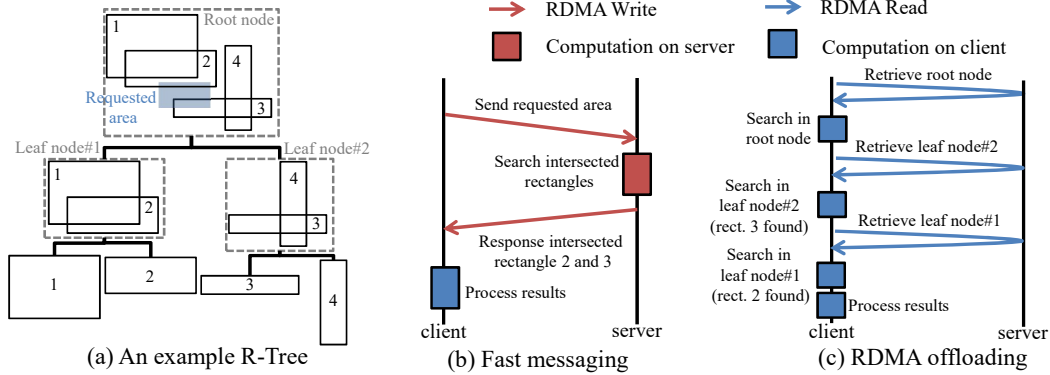 1
Root node
2
4
Requested
area
3
Leaf node#1
Leaf node#2
1
2
4
3
1
2
3
4
(a) An example R-Tree
RDMA Write
RDMA Read
Computation on server
Computation on client
Send requested area
Search intersected
rectangles
Response intersected
rectangle 2 and 3
Process results
client
server
(b) Fast messaging
Retrieve root node
Search in
root node
Retrieve leaf node#2
Search in
leaf node#2
(rect. 3 found)
Retrieve leaf node#1
Search in
leaf node#1
(rect. 2 found)
Process results
client
server
(c) RDMA offloading